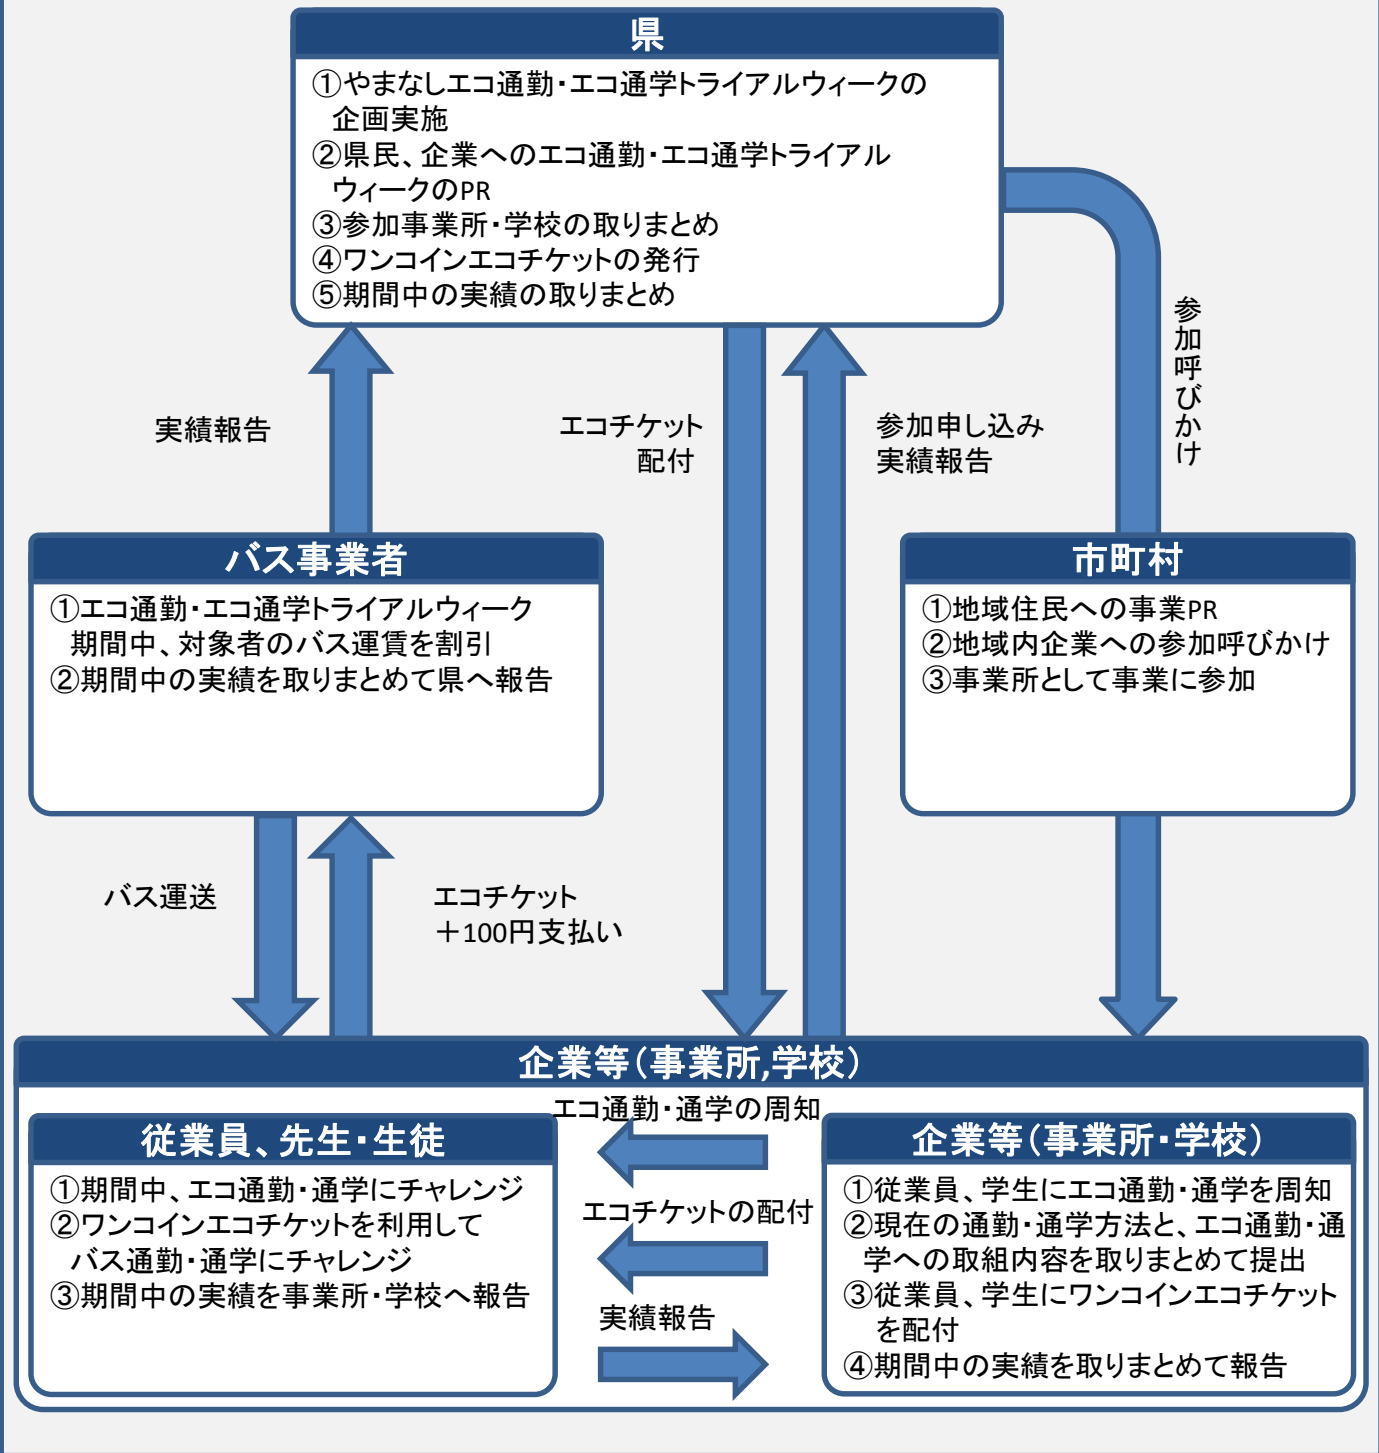 県
①やまなしエコ通勤・エコ通学トライアルウィークの
企画実施
②県民、企業へのエコ通勤・エコ通学トライアル
ウィークのPR
③参加事業所・学校の取りまとめ
④ワンコインエコチケットの発行
⑤期間中の実績の取りまとめ
参加呼びかけ
実績報告
エコチケット
配付
参加申し込み
実績報告
バス事業者
①エコ通勤・エコ通学トライアルウィーク
期間中、対象者のバス運賃を割引
②期間中の実績を取りまとめて県へ報告
市町村
①地域住民への事業PR
②地域内企業への参加呼びかけ
③事業所として事業に参加
バス運送
エコチケット
＋100円支払い
企業等（事業所,学校）
従業員、先生・生徒
①期間中、エコ通勤・通学にチャレンジ
②ワンコインエコチケットを利用して
バス通勤・通学にチャレンジ
③期間中の実績を事業所・学校へ報告
エコ通勤・通学の周知
エコチケットの配付
実績報告
企業等（事業所・学校）
①従業員、学生にエコ通勤・通学を周知
②現在の通勤・通学方法と、エコ通勤・通
学への取組内容を取りまとめて提出
③従業員、学生にワンコインエコチケット
を配付
④期間中の実績を取りまとめて報告